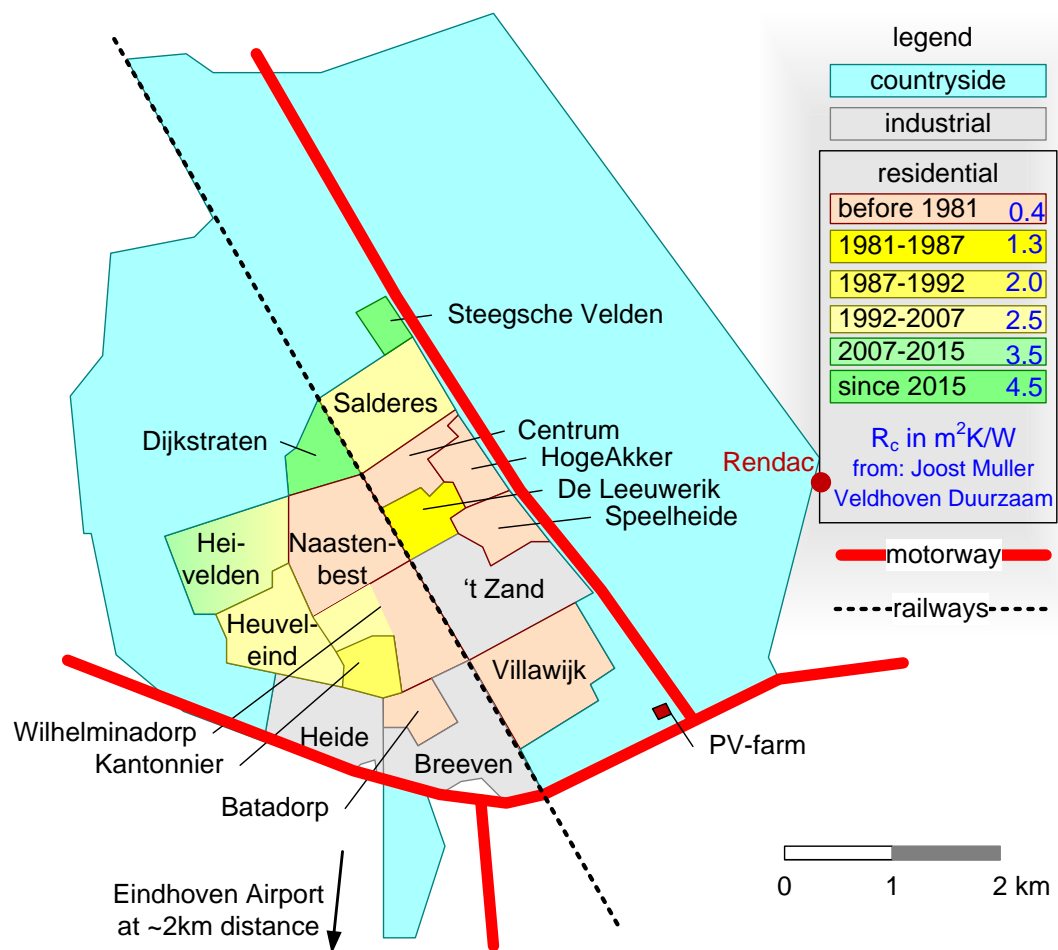 legend
countryside
industrial
residential
before 1981 0.4
1981-1987 1.3
1987-1992 2.0
1992-2007 2.5
2007-2015 3.5
since 2015 4.5
R_c in m²K/W
from: Joost Muller
Veldhoven Duurzaam
motorway
railways
Steegsche Velden
Salderes
Dijkstraten
Centrum
HogeAkker
Rendac
De Leeuwerik
Speelheide
Hei-
velden
Naasten-
best
't Zand
Heuvel-
eind
Villawijk
Wilhelminadorp
Kantonnier
Heide
Breeven
PV-farm
Batadorp
Eindhoven Airport
at ~2km distance
0 1 2 km